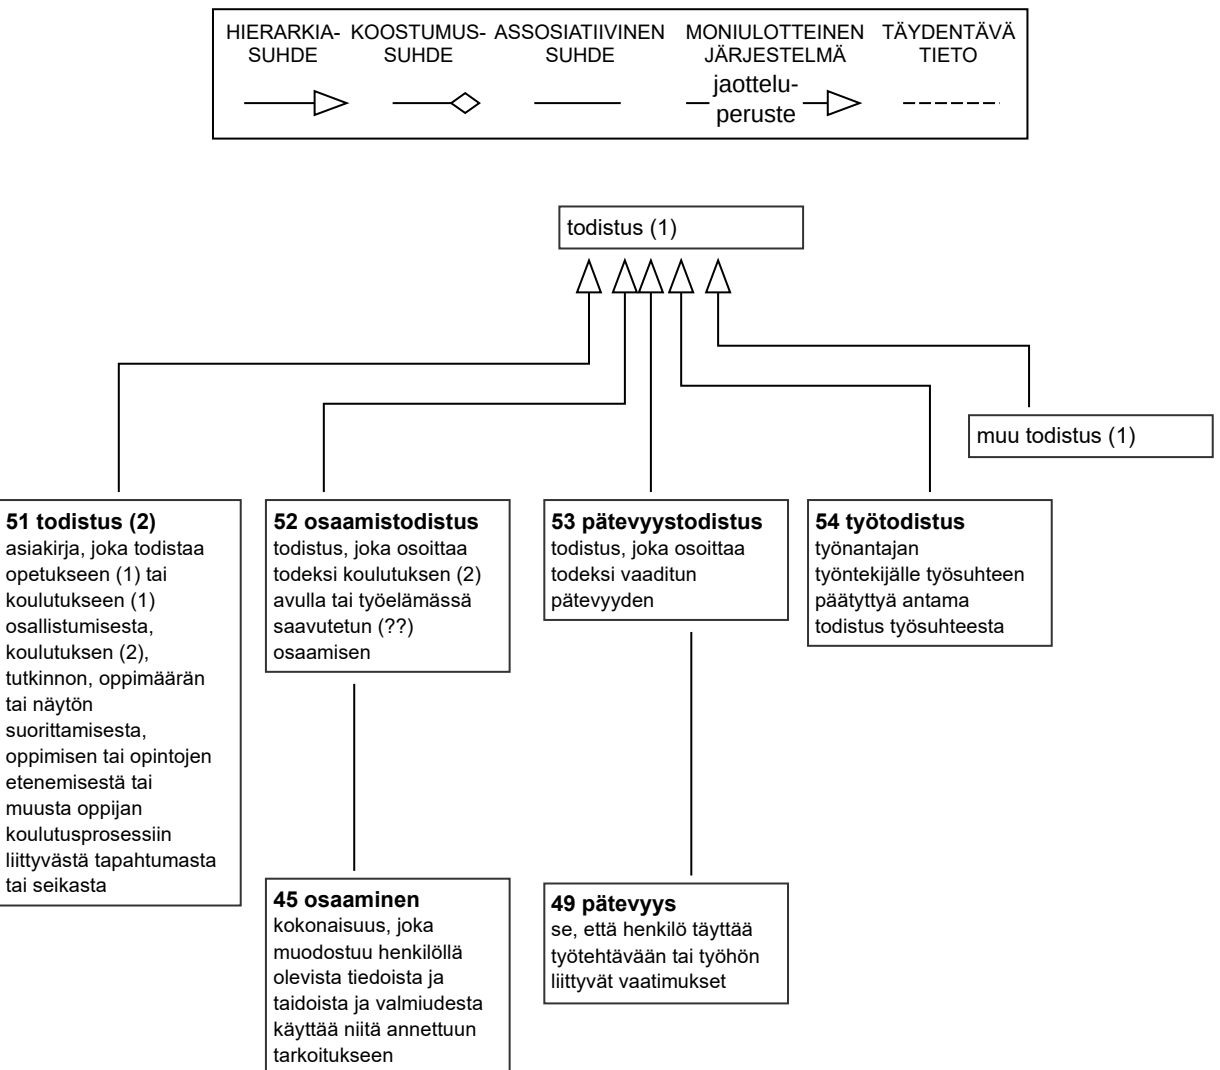 HIERARKIA-
SUHDE
KOOSTUMUS-
SUHDE
ASSOSIATIIVINEN
SUHDE
MONIULOTTEINEN
JÄRJESTELMÄ
jaottelu-
peruste
TÄYDENTÄVÄ
TIETO
todistus (1)
muu todistus (1)
51 todistus (2)
asiakirja, joka todistaa
opetukseen (1) tai
koulutukseen (1)
osallistumisesta,
koulutuksen (2),
tutkinnon, oppimäärän
tai näytön
suorittamisesta,
oppimisen tai opintojen
etenemisestä tai
muusta oppijan
koulutusprosessiin
liittyvästä tapahtumasta
tai seikasta
52 osaamistodistus
todistus, joka osoittaa
todeksi koulutuksen (2)
avulla tai työelämässä
saavutetun (??)
osaamisen
53 pätevyystodistus
todistus, joka osoittaa
todeksi vaaditun
pätevyyden
54 työtodistus
työnantajan
työntekijälle työsuhteen
päätyttyä antama
todistus työsuhteesta
45 osaaminen
kokonaisuus, joka
muodostuu henkilöllä
olevista tiedoista ja
taidoista ja valmiudesta
käyttää niitä annettuun
tarkoitukseen
49 pätevyys
se, että henkilö täyttää
työtehtävään tai työhön
liittyvät vaatimukset